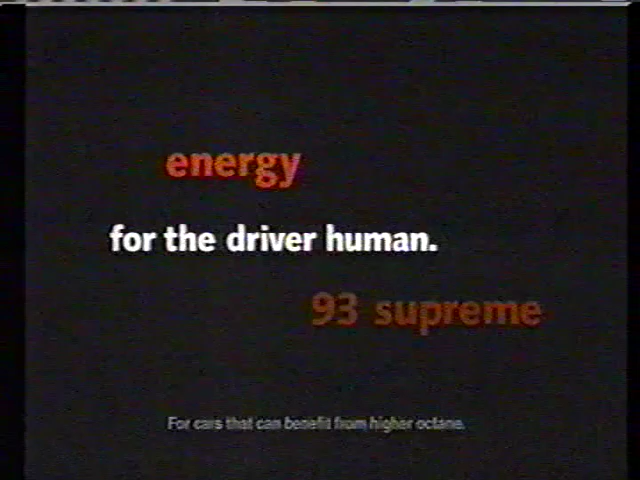 energy
for the driver human.
93 supreme
For cars that can benefit from higher octane.